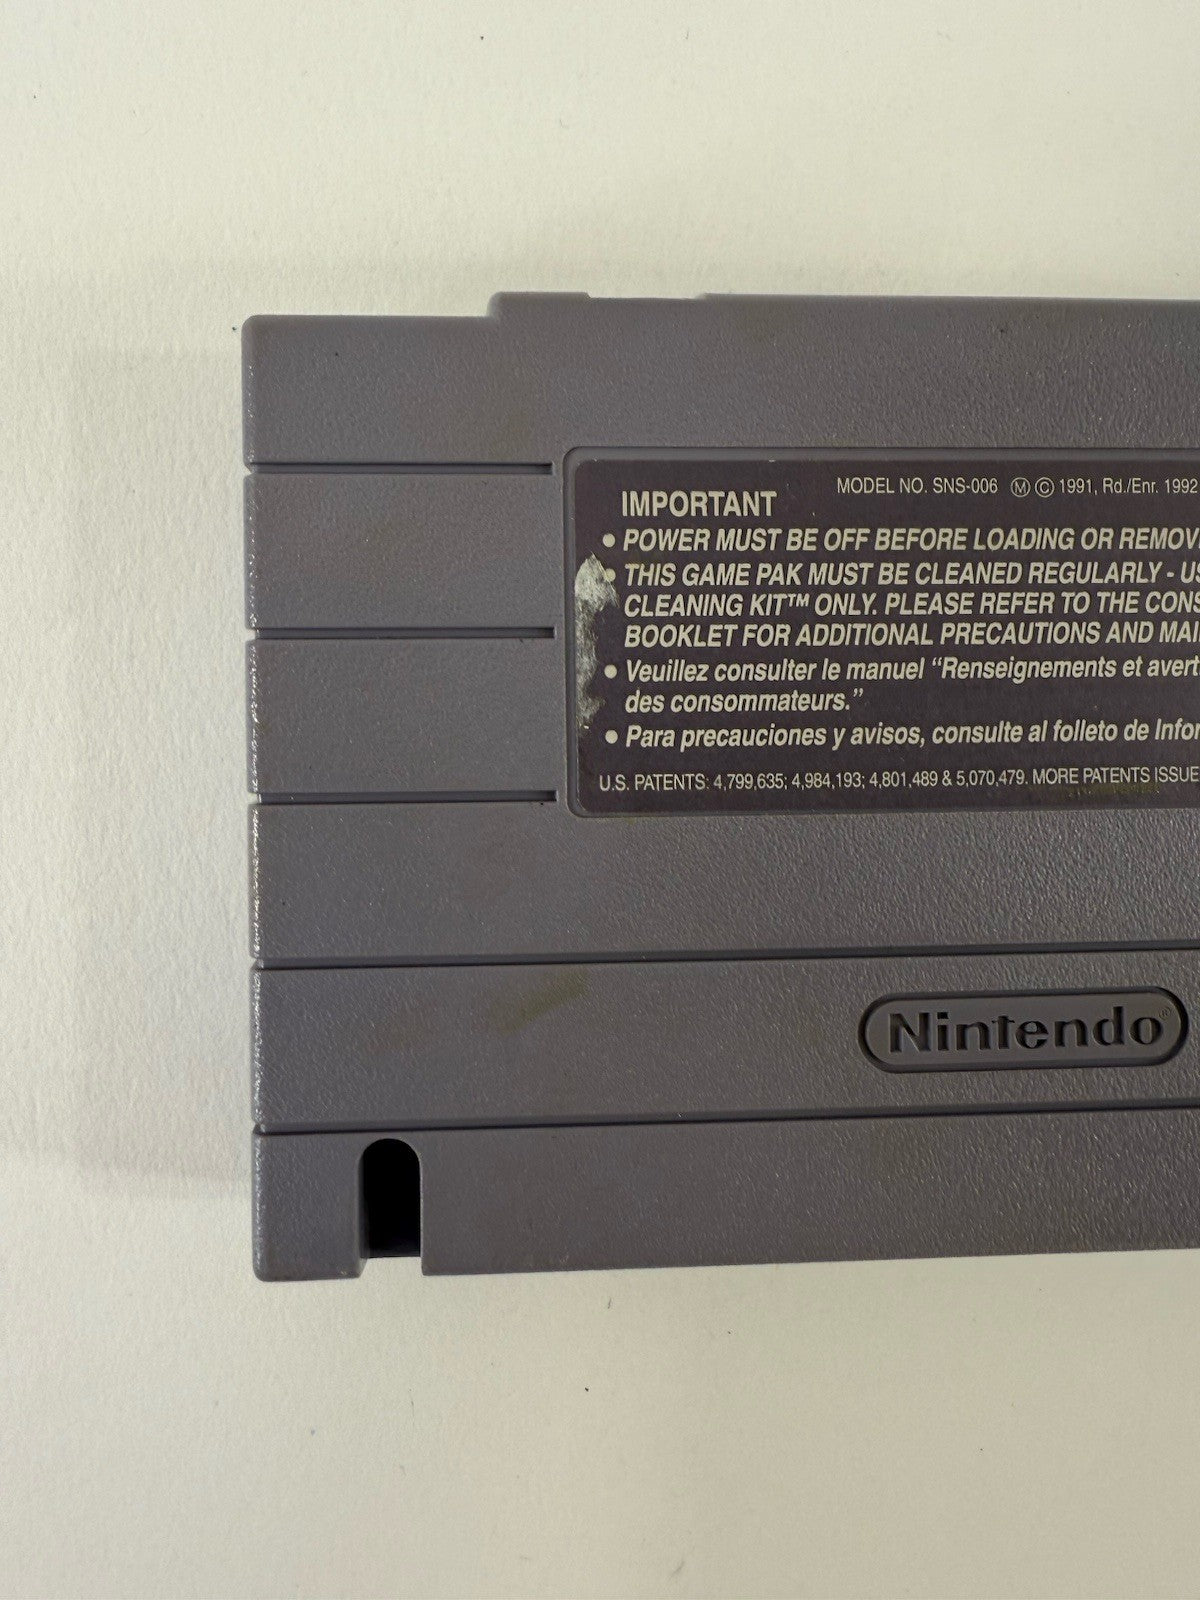 MODEL NO. SNS-006 Ⓜ © 1991, Rd./Enr. 1992
IMPORTANT
• POWER MUST BE OFF BEFORE LOADING OR REMOV
• THIS GAME PAK MUST BE CLEANED REGULARLY - US
CLEANING KIT™ ONLY. PLEASE REFER TO THE CONS
BOOKLET FOR ADDITIONAL PRECAUTIONS AND MAI
• Veuillez consulter le manuel “Renseignements et avert
des consommateurs.”
• Para precauciones y avisos, consulte al folleto de Infor
U.S. PATENTS: 4,799,635; 4,984,193; 4,801,489 & 5,070,479. MORE PATENTS ISSUE
Nintendo®